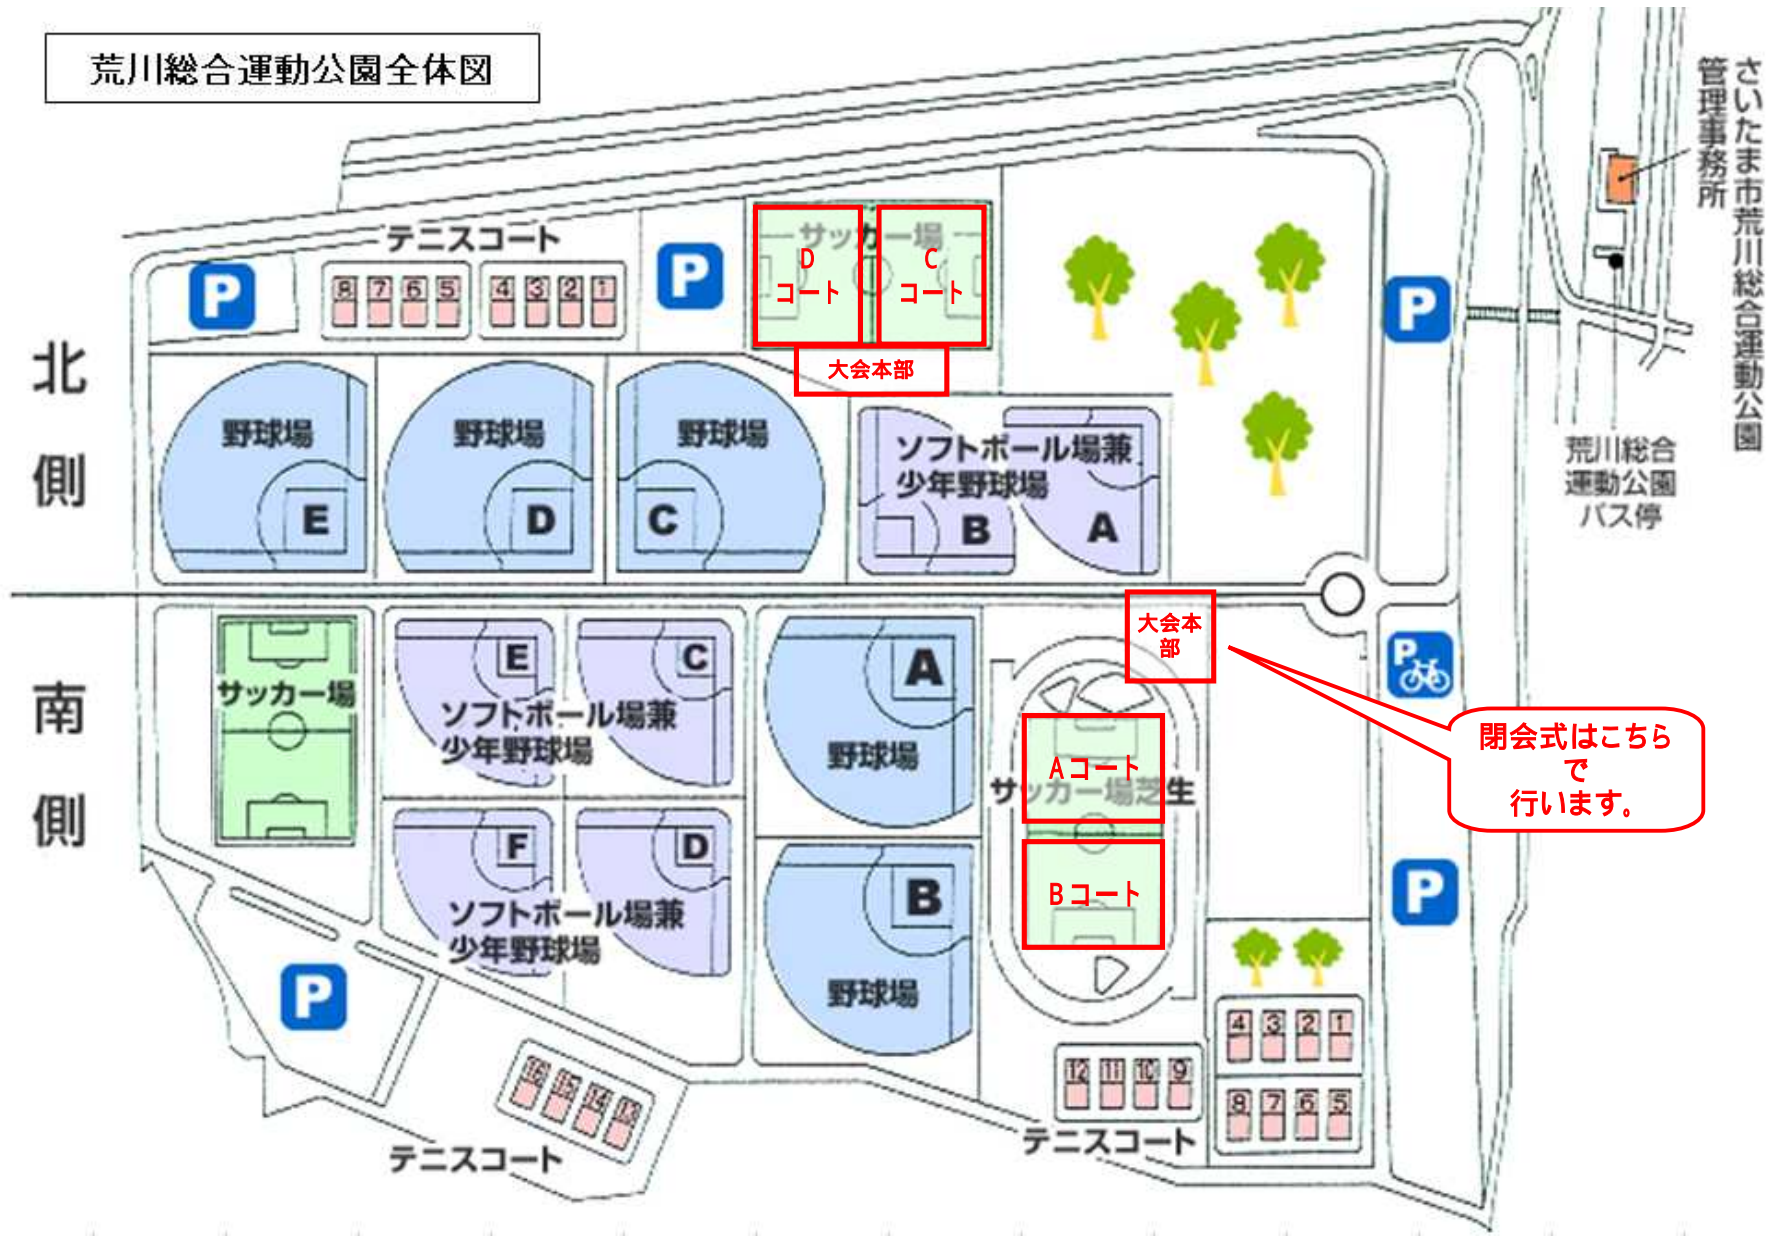 荒川総合運動公園全体図
さいたま市荒川総合運動公園
管理事務所
テニスコート
P
8 7 6 5
4 3 2 1
P
サッカー場
D
コート
C
コート
大会本部
P
荒川総合
運動公園
バス停
北側
野球場
E
野球場
D
野球場
C
ソフトボール場兼
少年野球場
B
A
南側
サッカー場
E
C
ソフトボール場兼
少年野球場
F
D
ソフトボール場兼
少年野球場
A
野球場
B
野球場
大会本
部
サッカー場芝生
Aコート
Bコート
P
閉会式はこちら
で
行います。
P
P
4 3 2 1
8 7 6 5
12 11 10 9
テニスコート
16 15 14 13
テニスコート